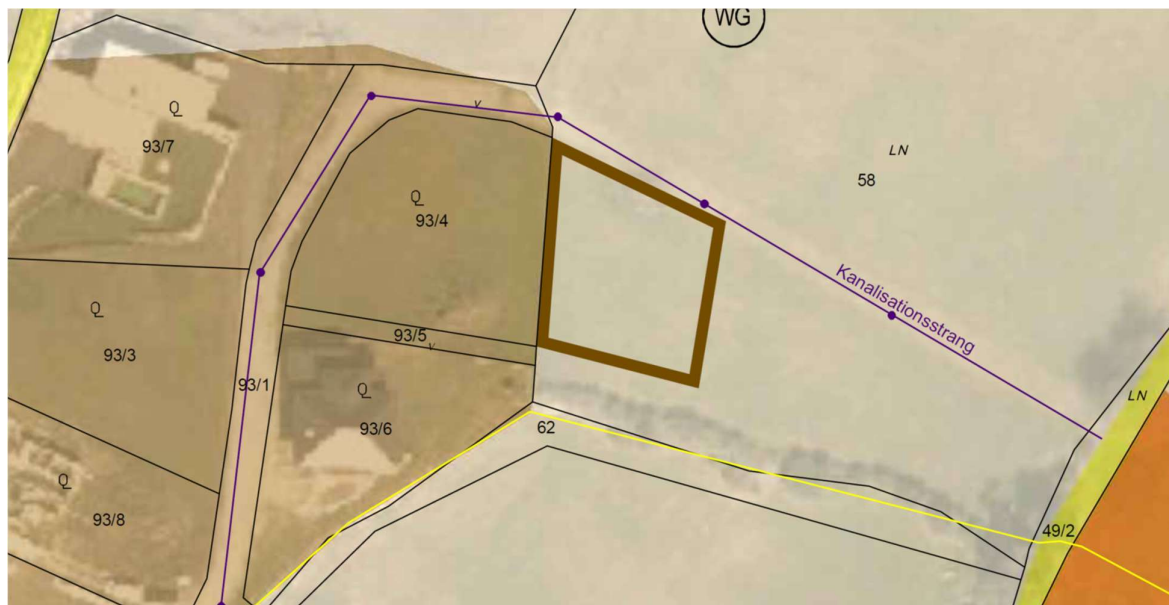 WG
Q
93/7
v
LN
58
Q
93/4
Kanalisationsstrang
Q
93/3
93/5
v
93/1
Q
93/6
LN
62
Q
93/8
49/2